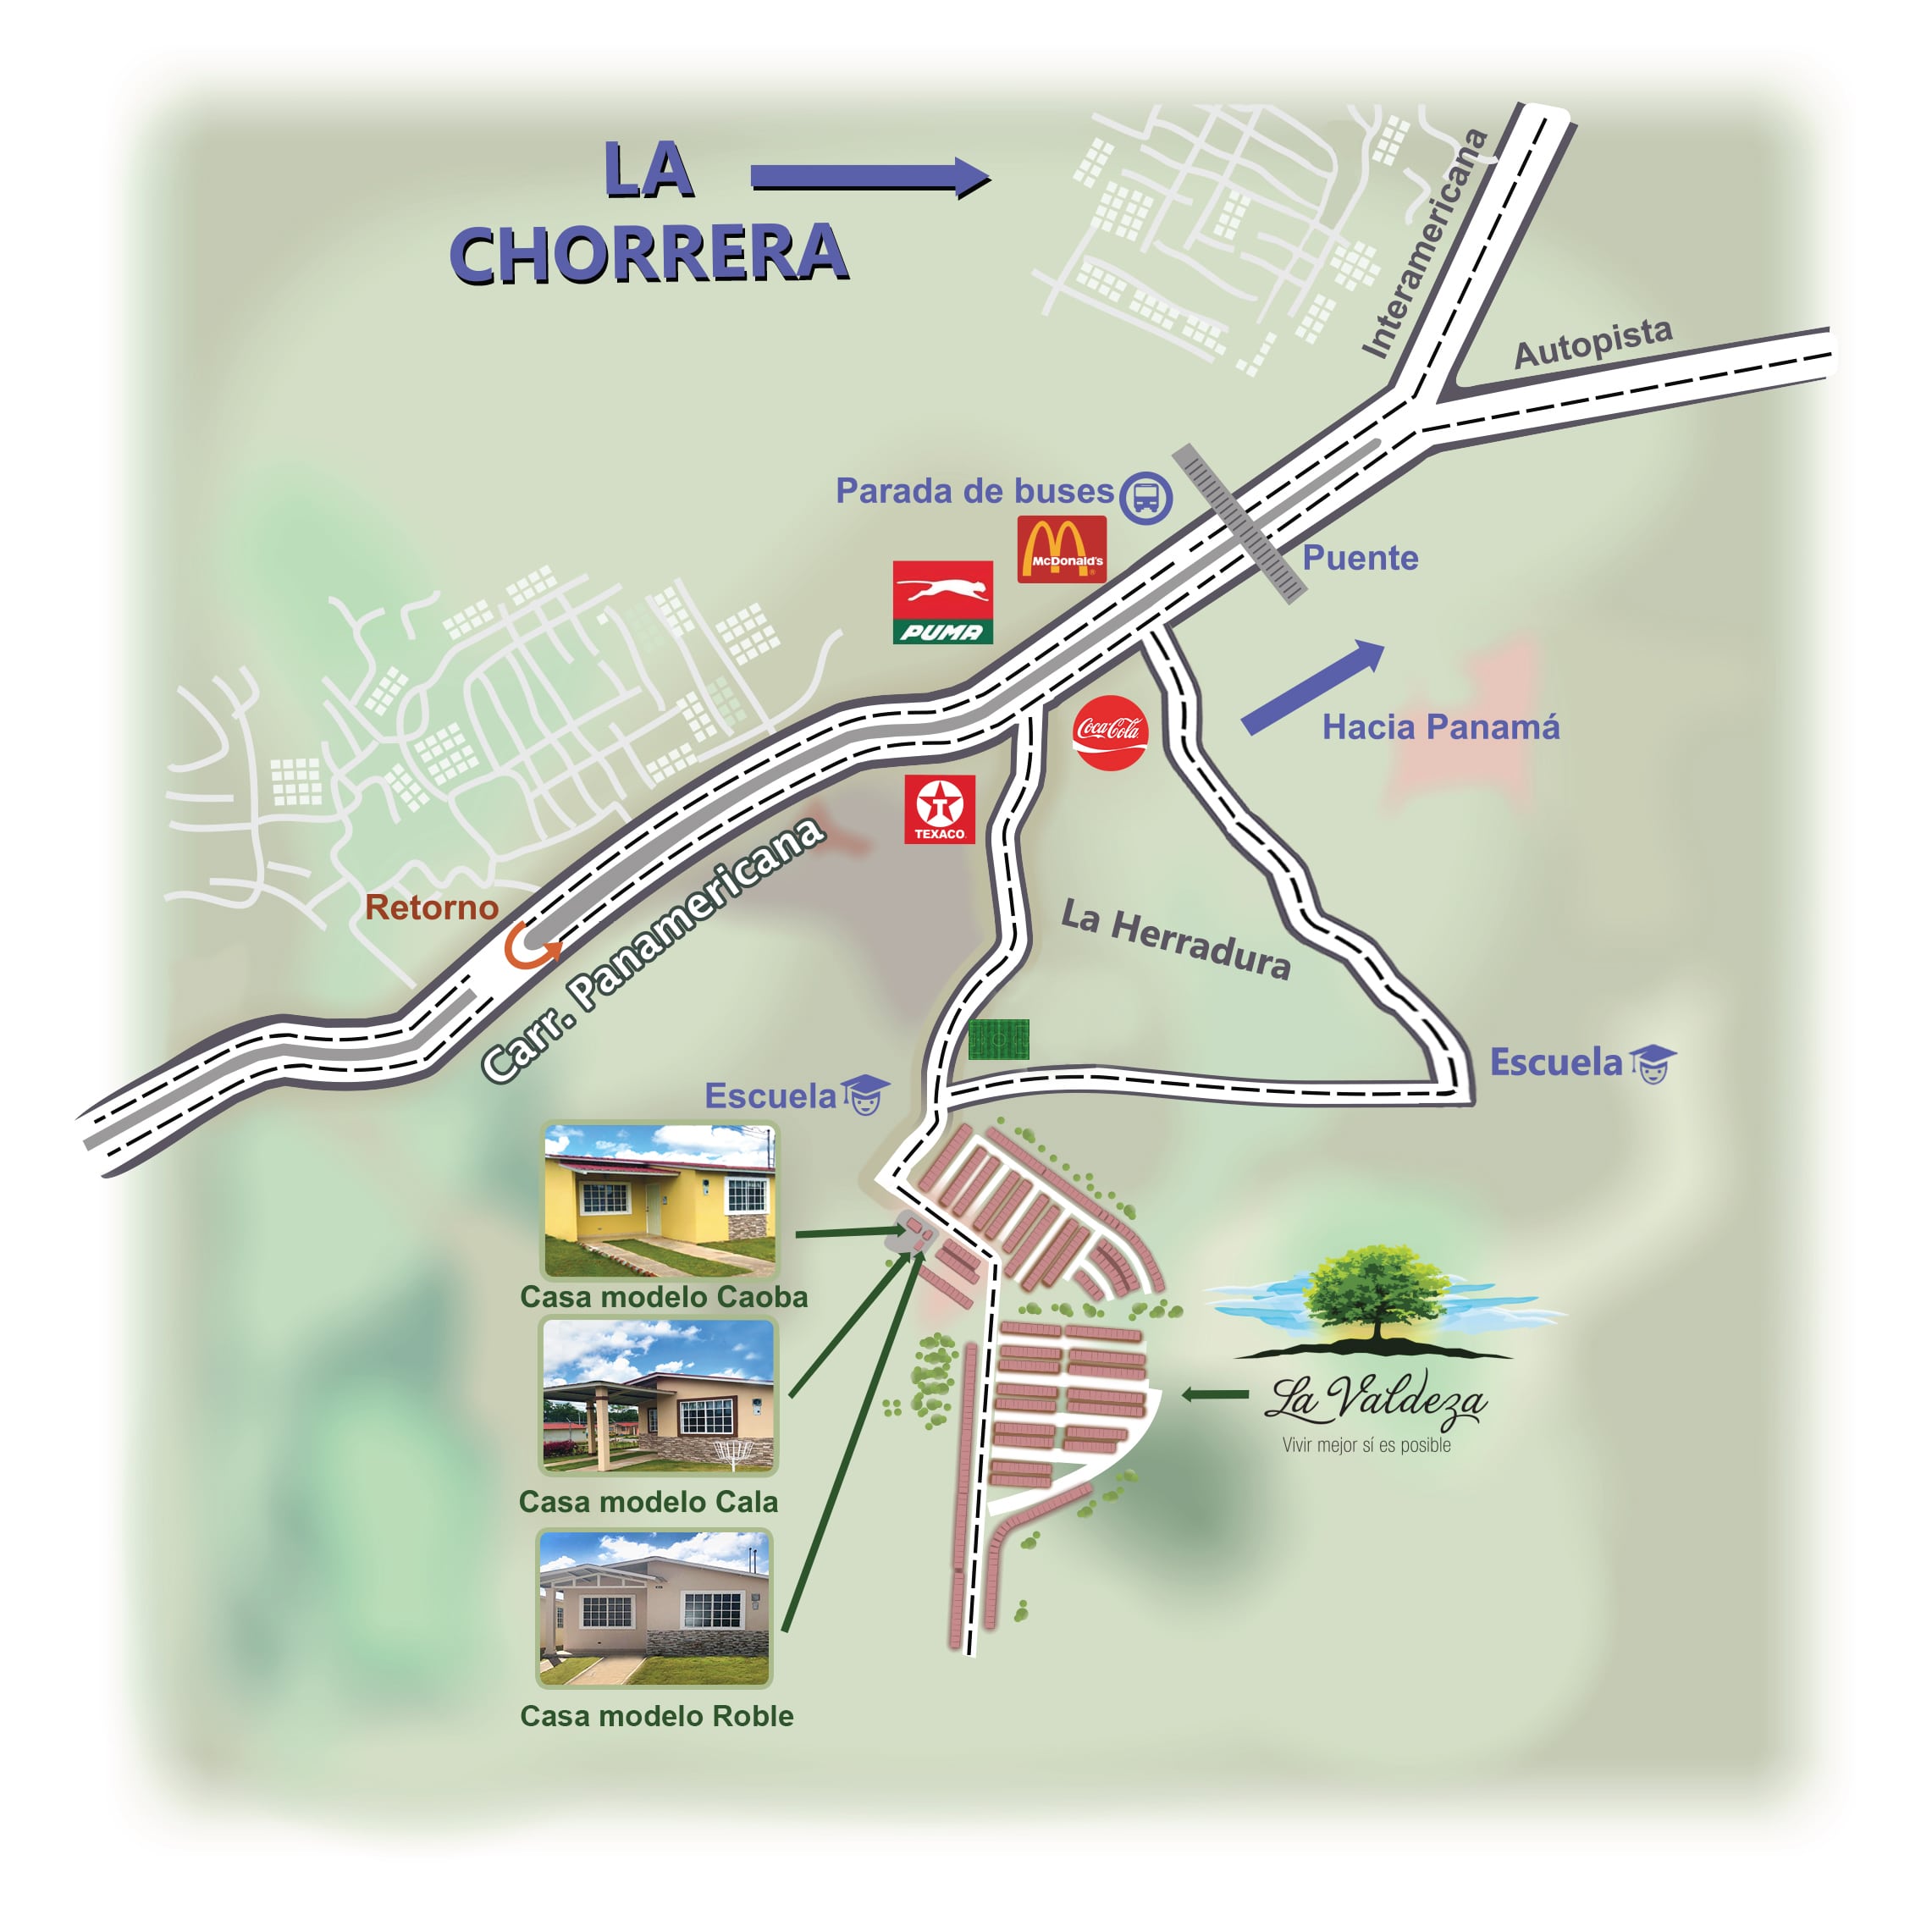 LA
CHORRERA
Interamericana
Autopista
Parada de buses
McDonald's
PUMA
Puente
Hacia Panamá
Coca-Cola
TEXACO
Carr. Panamericana
Retorno
La Herradura
Escuela
Escuela
Casa modelo Caoba
Casa modelo Cala
Casa modelo Roble
La Valdeza
Vivir mejor sí es posible